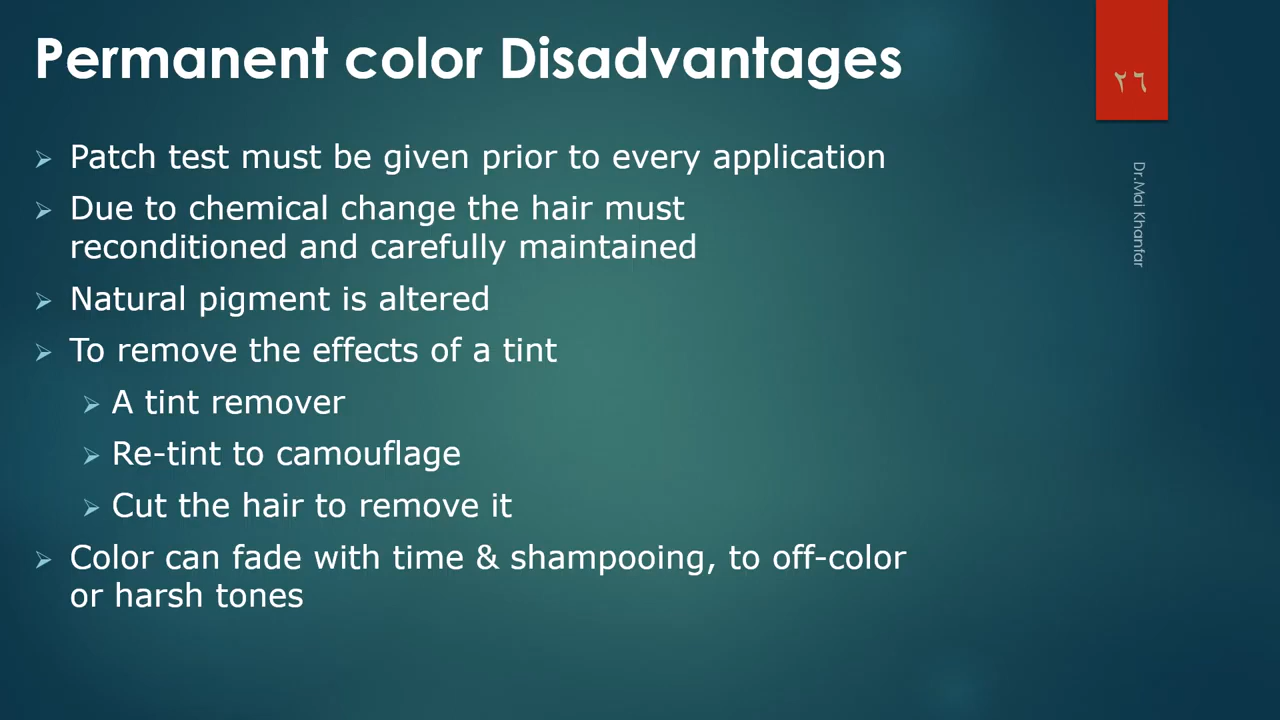 Permanent color Disadvantages
٢٦
Dr.Mai Khanfar
Patch test must be given prior to every application
Due to chemical change the hair must
reconditioned and carefully maintained
Natural pigment is altered
To remove the effects of a tint
A tint remover
Re-tint to camouflage
Cut the hair to remove it
Color can fade with time & shampooing, to off-color
or harsh tones